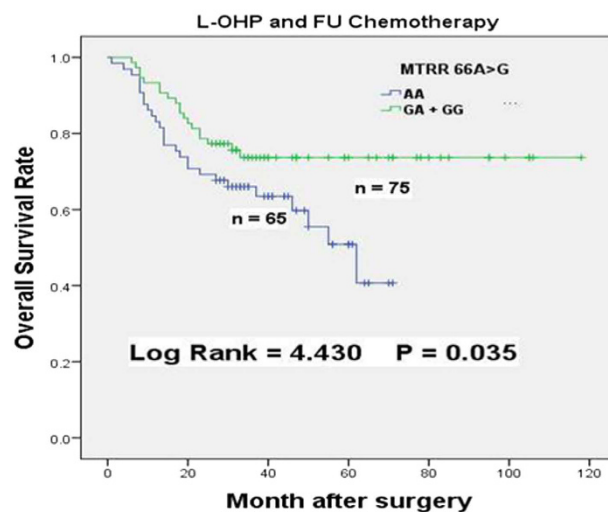 L-OHP and FU Chemotherapy
MTRR 66A>G
AA
GA + GG
....
Overall Survival Rate
1.0
0.8
0.6
0.4
0.2
0.0
n = 75
n = 65
Log Rank = 4.430 P = 0.035
0 20 40 60 80 100 120
Month after surgery